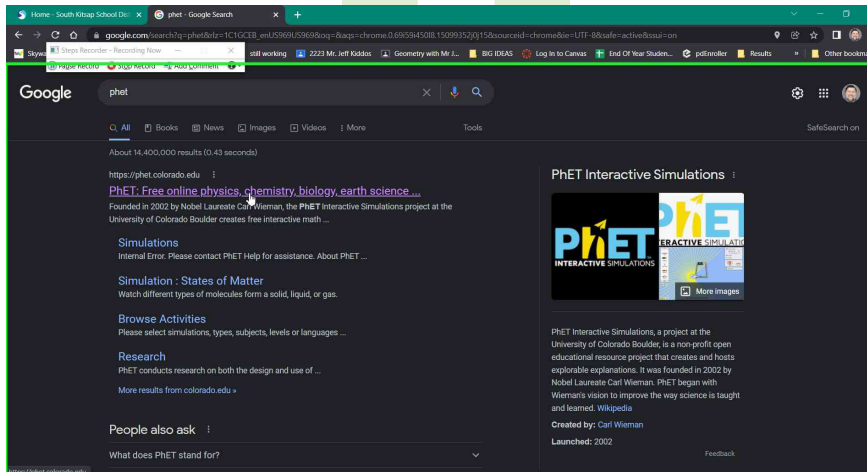 Home - South Kitsap School Dist
phet - Google Search
google.com/search?q=phet&rlz=1C1GCEB_enUS969US969&oq=&aqs=chrome.0.69i59i450l8.15099352j0j15&sourceid=chrome&ie=UTF-8&safe=active&ssui=on
Skywa
Steps Recorder - Recording Now
still working
2223 Mr. Jeff Kiddos
Geometry with Mr J...
BIG IDEAS
Log In to Canvas
End Of Year Studen...
pdEnroller
Results
»
Other bookma
Pause Record
Stop Record
Add Comment
Google
phet
All
Books
News
Images
Videos
More
Tools
SafeSearch on
About 14,400,000 results (0.43 seconds)
https://phet.colorado.edu
PhET: Free online physics, chemistry, biology, earth science ...
Founded in 2002 by Nobel Laureate Carl Wieman, the PhET Interactive Simulations project at the
University of Colorado Boulder creates free interactive math ...
Simulations
Internal Error. Please contact PhET Help for assistance. About PhET ...
Simulation : States of Matter
Watch different types of molecules form a solid, liquid, or gas.
Browse Activities
Please select simulations, types, subjects, levels or languages ...
Research
PhET conducts research on both the design and use of ...
More results from colorado.edu »
People also ask
What does PhET stand for?
PhET Interactive Simulations
PhET
INTERACTIVE SIMULATIONS
PhET
ERACTIVE SIMULATIO
More images
PhET Interactive Simulations, a project at the
University of Colorado Boulder, is a non-profit open
educational resource project that creates and hosts
explorable explanations. It was founded in 2002 by
Nobel Laureate Carl Wieman. PhET began with
Wieman's vision to improve the way science is taught
and learned. Wikipedia
Created by: Carl Wieman
Launched: 2002
Feedback
https://phet.colorado.edu